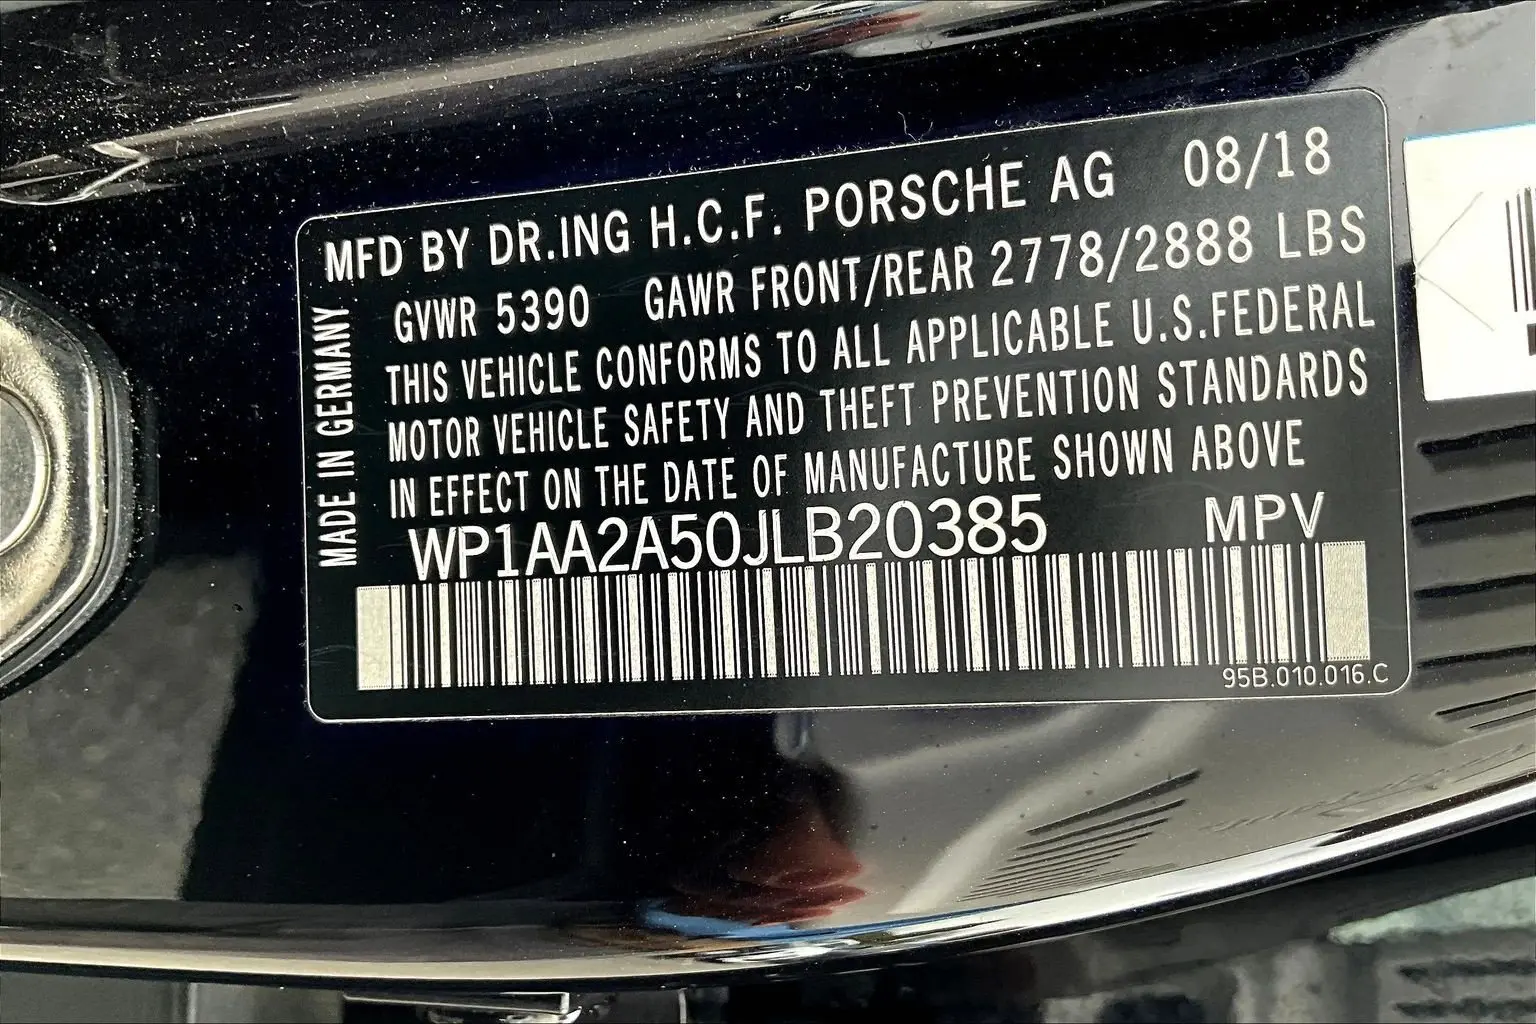 MFD BY DR.ING H.C.F. PORSCHE AG 08/18
GVWR 5390 GAWR FRONT/REAR 2778/2888 LBS
THIS VEHICLE CONFORMS TO ALL APPLICABLE U.S.FEDERAL
MOTOR VEHICLE SAFETY AND THEFT PREVENTION STANDARDS
IN EFFECT ON THE DATE OF MANUFACTURE SHOWN ABOVE
WP1AA2A50JLB20385 MPV
95B.010.016.C
MADE IN GERMANY